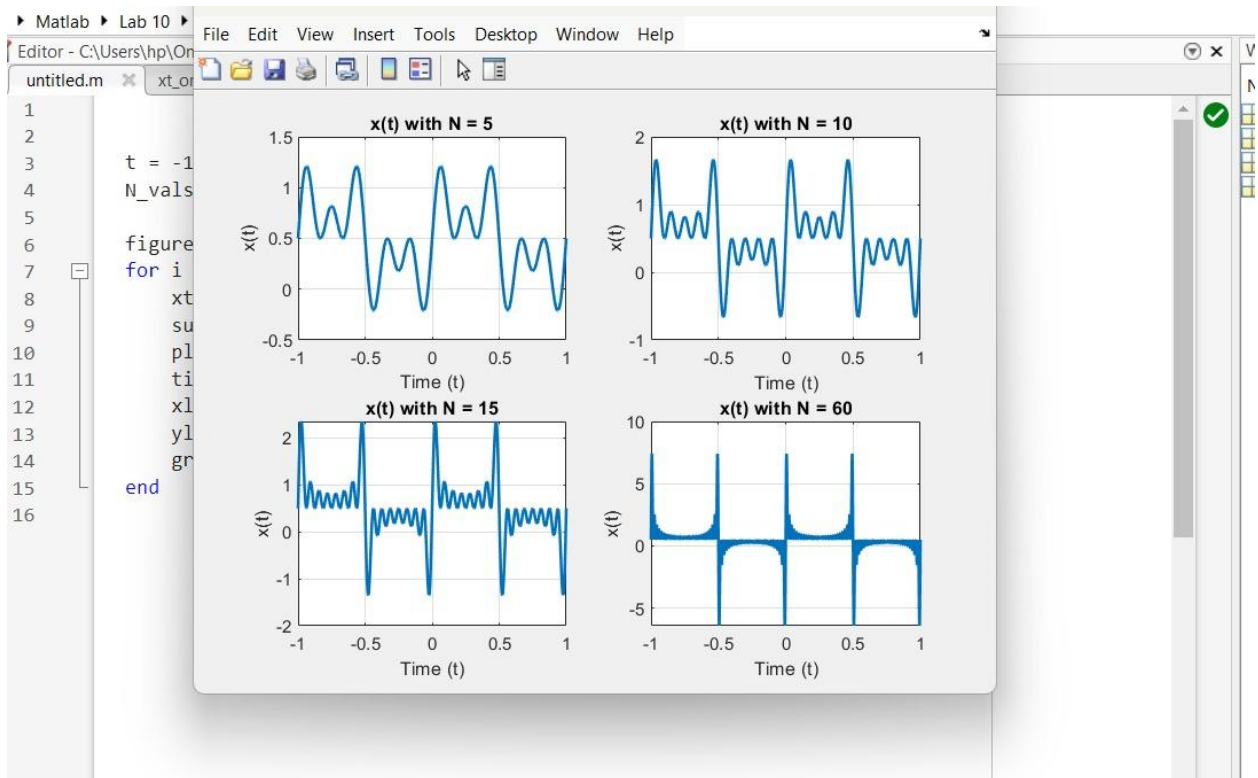 Matlab Lab 10
File Edit View Insert Tools Desktop Window Help
Editor - C:\Users\hp\On
untitled.m
xt_or
1
2
3 t = -1
4 N_vals
5
6 figure
7 for i
8 xt
9 su
10 pl
11 ti
12 xl
13 yl
14 gr
15 end
16
x(t) with N = 5
1.5
1
0.5
0
-0.5
x(t)
-1 -0.5 0 0.5 1
Time (t)
x(t) with N = 10
2
1
0
-1
x(t)
-1 -0.5 0 0.5 1
Time (t)
x(t) with N = 15
2
1
0
-1
-2
x(t)
-1 -0.5 0 0.5 1
Time (t)
x(t) with N = 60
10
5
0
-5
x(t)
-1 -0.5 0 0.5 1
Time (t)